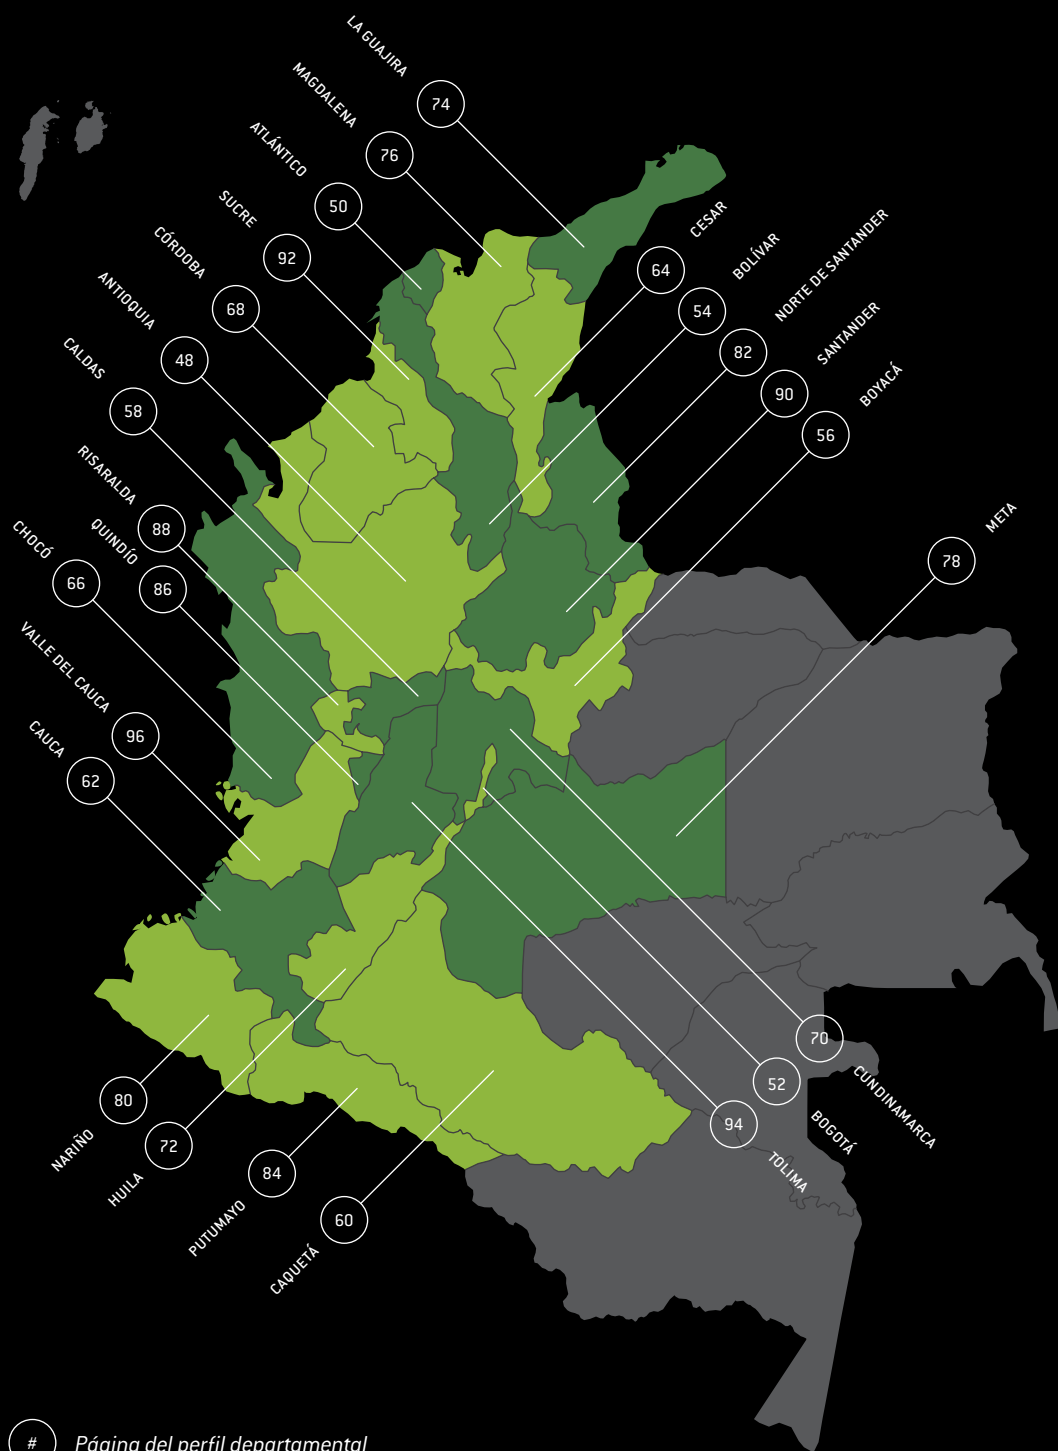 LA GUAJIRA
74
MAGDALENA
76
ATLÁNTICO
50
SUCRE
92
CÓRDOBA
68
ANTIOQUIA
48
CALDAS
58
RISARALDA
88
QUINDÍO
86
CHOCÓ
66
VALLE DEL CAUCA
96
CAUCA
62
CESAR
64
BOLÍVAR
54
NORTE DE SANTANDER
82
SANTANDER
90
BOYACÁ
56
META
78
70
CUNDINAMARCA
52
BOGOTÁ
94
TOLIMA
80
NARIÑO
72
HUILA
84
PUTUMAYO
60
CAQUETÁ
# Página del perfil departamental